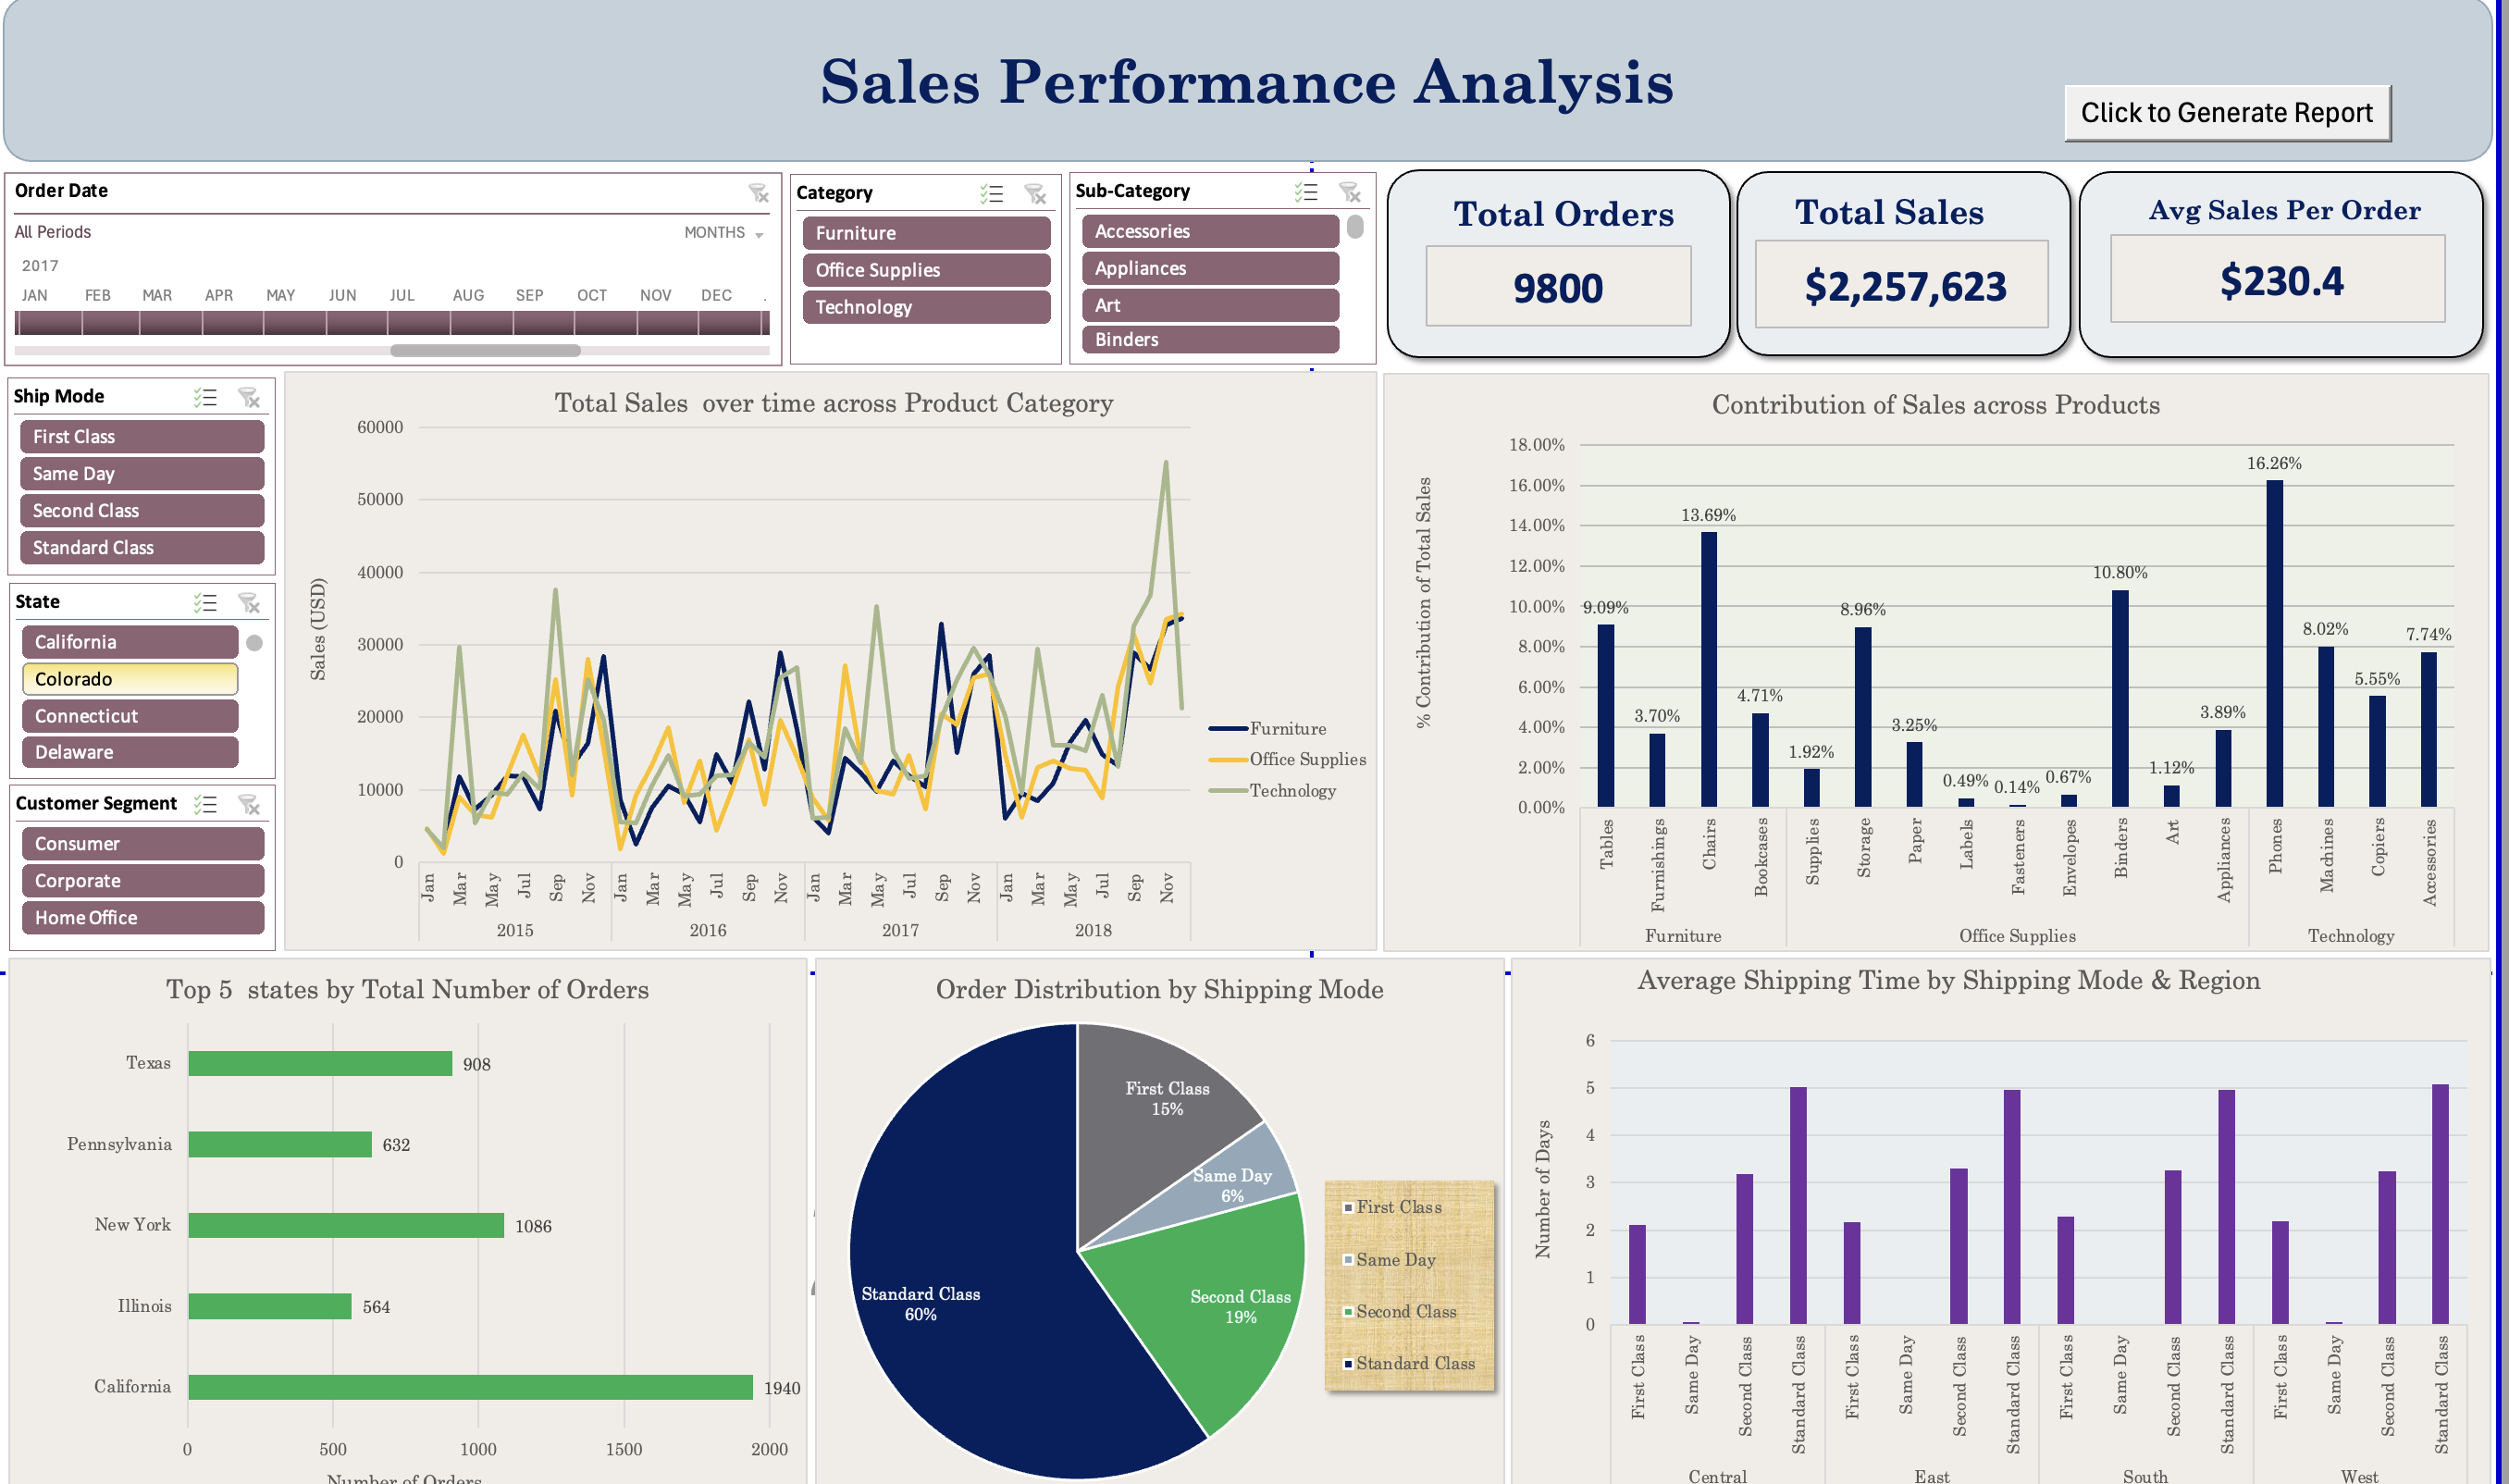 Sales Performance Analysis
Click to Generate Report
Order Date
All Periods
MONTHS
2017
JAN FEB MAR APR MAY JUN JUL AUG SEP OCT NOV DEC .
Category
Furniture
Office Supplies
Technology
Sub-Category
Accessories
Appliances
Art
Binders
Total Orders
9800
Total Sales
$2,257,623
Avg Sales Per Order
$230.4
Ship Mode
First Class
Same Day
Second Class
Standard Class
State
California
Colorado
Connecticut
Delaware
Customer Segment
Consumer
Corporate
Home Office
Total Sales over time across Product Category
Sales (USD)
60000
50000
40000
30000
20000
10000
0
Jan Mar May Jul Sep Nov Jan Mar May Jul Sep Nov Jan Mar May Jul Sep Nov Jan Mar May Jul Sep Nov
2015 2016 2017 2018
Furniture
Office Supplies
Technology
Contribution of Sales across Products
% Contribution of Total Sales
18.00%
16.00%
14.00%
12.00%
10.00%
8.00%
6.00%
4.00%
2.00%
0.00%
9.09% 3.70% 13.69% 4.71% 1.92% 8.96% 3.25% 0.49% 0.14% 0.67% 10.80% 1.12% 3.89% 16.26% 8.02% 5.55% 7.74%
Tables Furnishings Chairs Bookcases Supplies Storage Paper Labels Fasteners Envelopes Binders Art Appliances Phones Machines Copiers Accessories
Furniture Office Supplies Technology
Top 5 states by Total Number of Orders
Texas 908
Pennsylvania 632
New York 1086
Illinois 564
California 1940
0 500 1000 1500 2000
Number of Orders
Order Distribution by Shipping Mode
First Class
15%
Same Day
6%
Second Class
19%
Standard Class
60%
First Class
Same Day
Second Class
Standard Class
Average Shipping Time by Shipping Mode & Region
Number of Days
6
5
4
3
2
1
0
First Class Same Day Second Class Standard Class First Class Same Day Second Class Standard Class First Class Same Day Second Class Standard Class First Class Same Day Second Class Standard Class
Central East South West